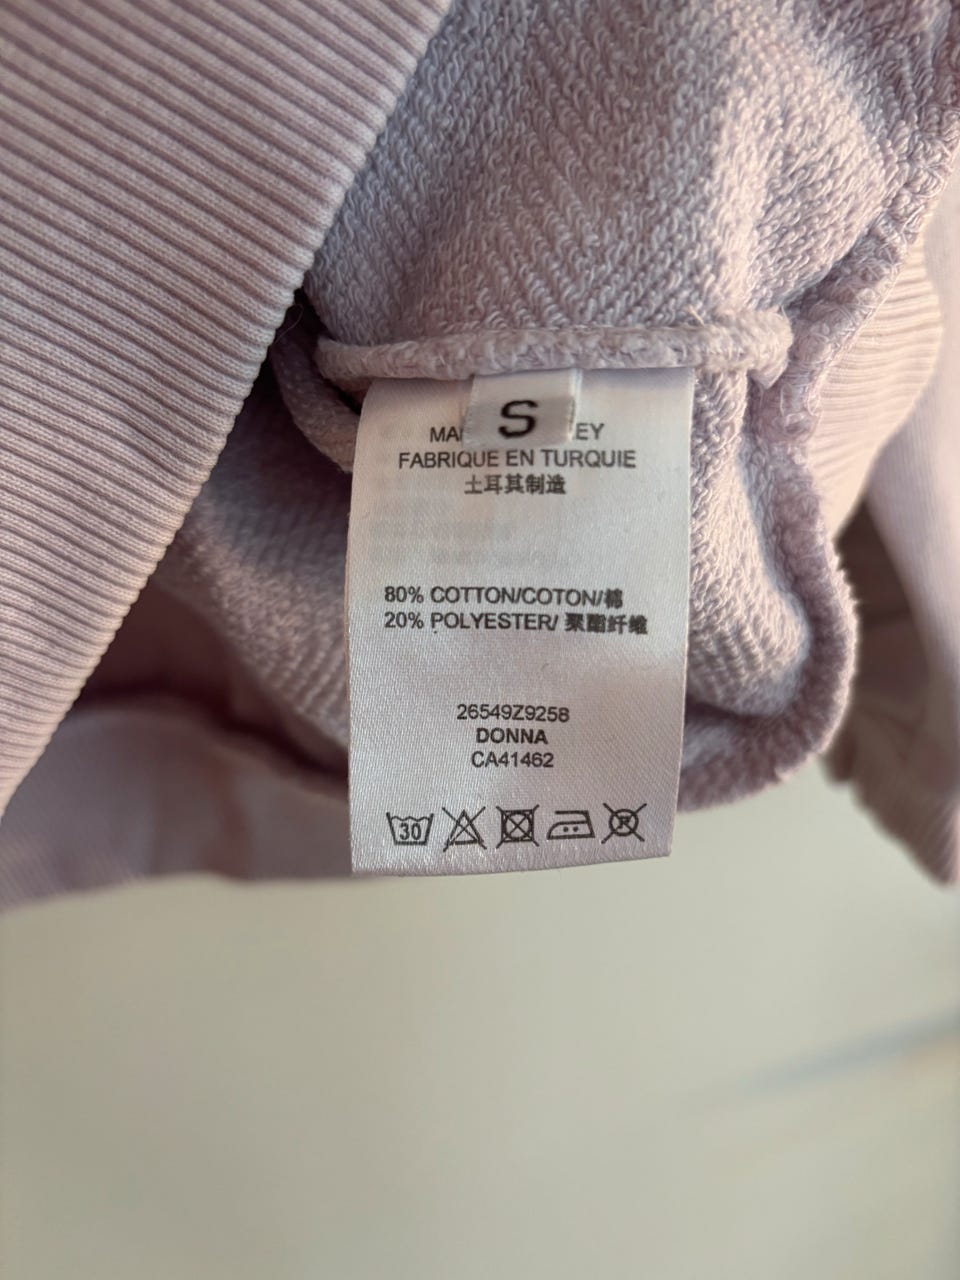 S
FABRIQUE EN TURQUIE
土耳其制造
80% COTTON/COTON/棉
20% POLYESTER/ 聚酯纤维
26549Z9258
DONNA
CA41462
30
P